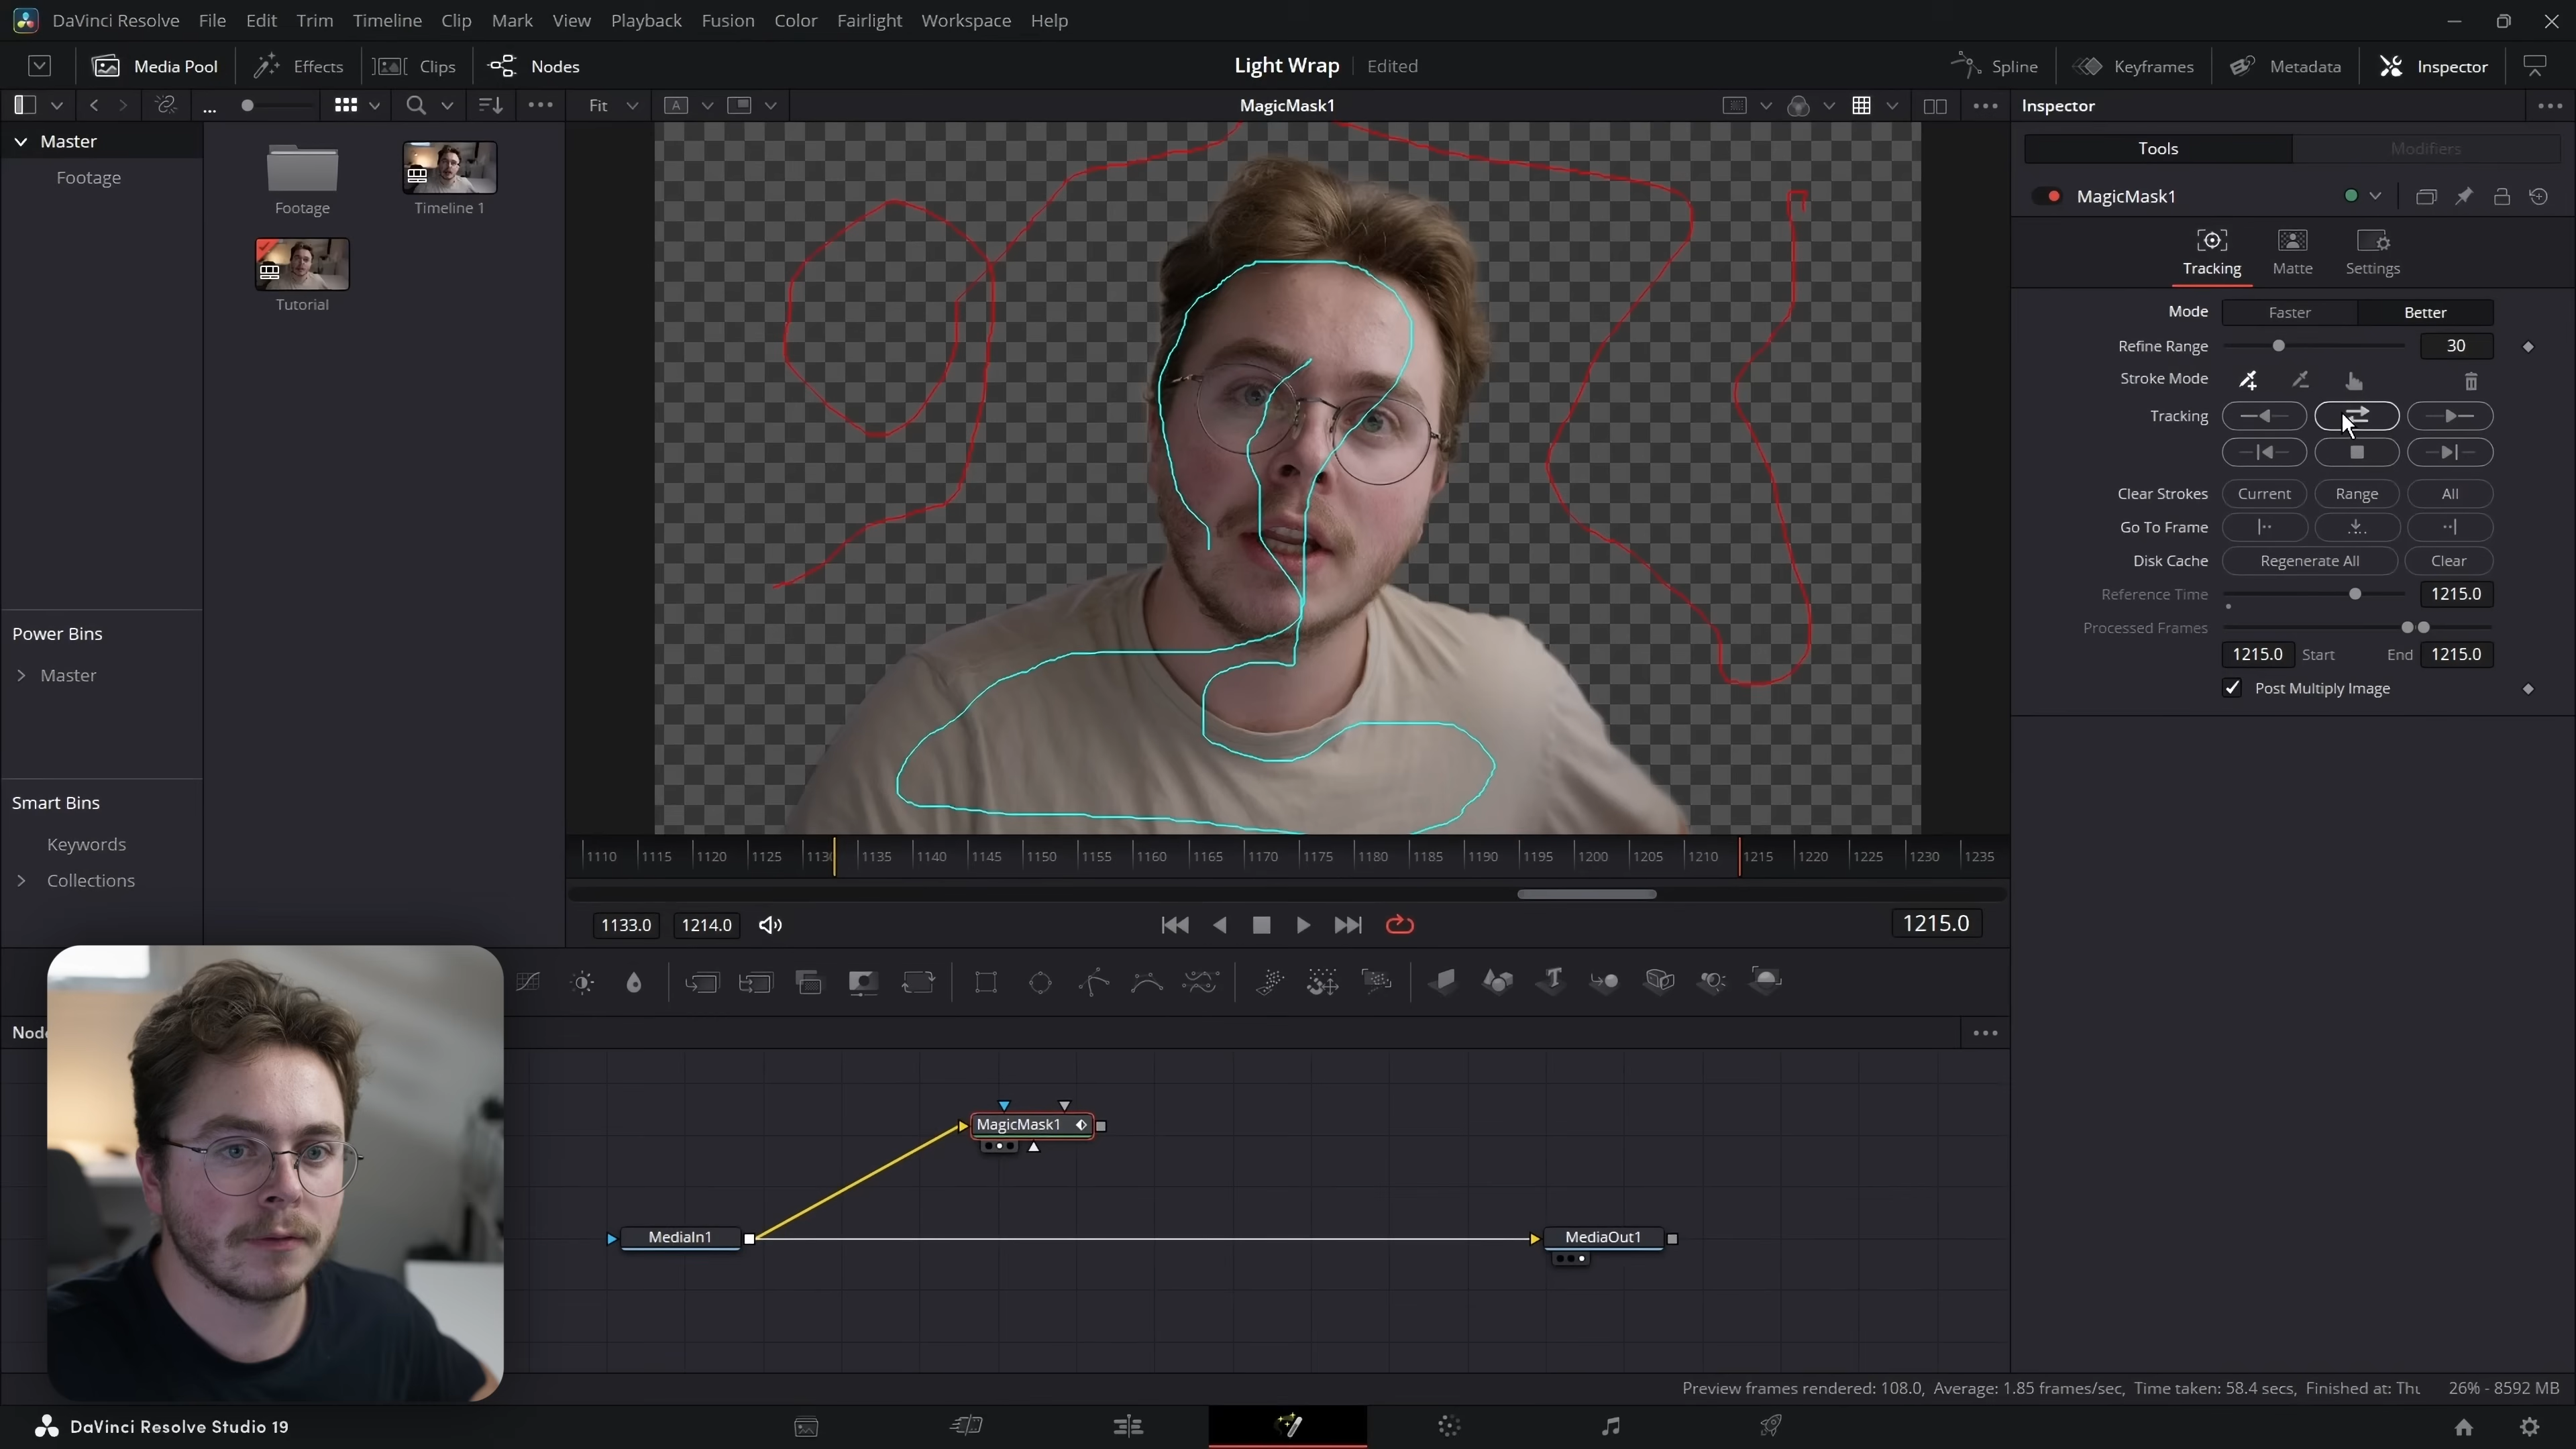 DaVinci Resolve File Edit Trim Timeline Clip Mark View Playback Fusion Color Fairlight Workspace Help
Media Pool Effects Clips Nodes Light Wrap Edited Spline Keyframes Metadata Inspector
... Fit A MagicMask1 Inspector
Master
Footage
Footage
Timeline 1
Tutorial
Power Bins
Master
Smart Bins
Keywords
Collections
Tools Modifiers
MagicMask1
Tracking Matte Settings
Mode Faster Better
Refine Range 30
Stroke Mode
Tracking
Clear Strokes Current Range All
Go To Frame
Disk Cache Regenerate All Clear
Reference Time 1215.0
Processed Frames
1215.0 Start End 1215.0
Post Multiply Image
1110 1115 1120 1125 1135 1140 1145 1150 1155 1160 1165 1170 1175 1180 1185 1190 1195 1200 1205 1210 1215 1220 1225 1230 1235
1133.0 1214.0 1215.0
T
MagicMask1
MediaIn1 MediaOut1
Preview frames rendered: 108.0, Average: 1.85 frames/sec, Time taken: 58.4 secs, Finished at: Thu 26% - 8592 MB
DaVinci Resolve Studio 19